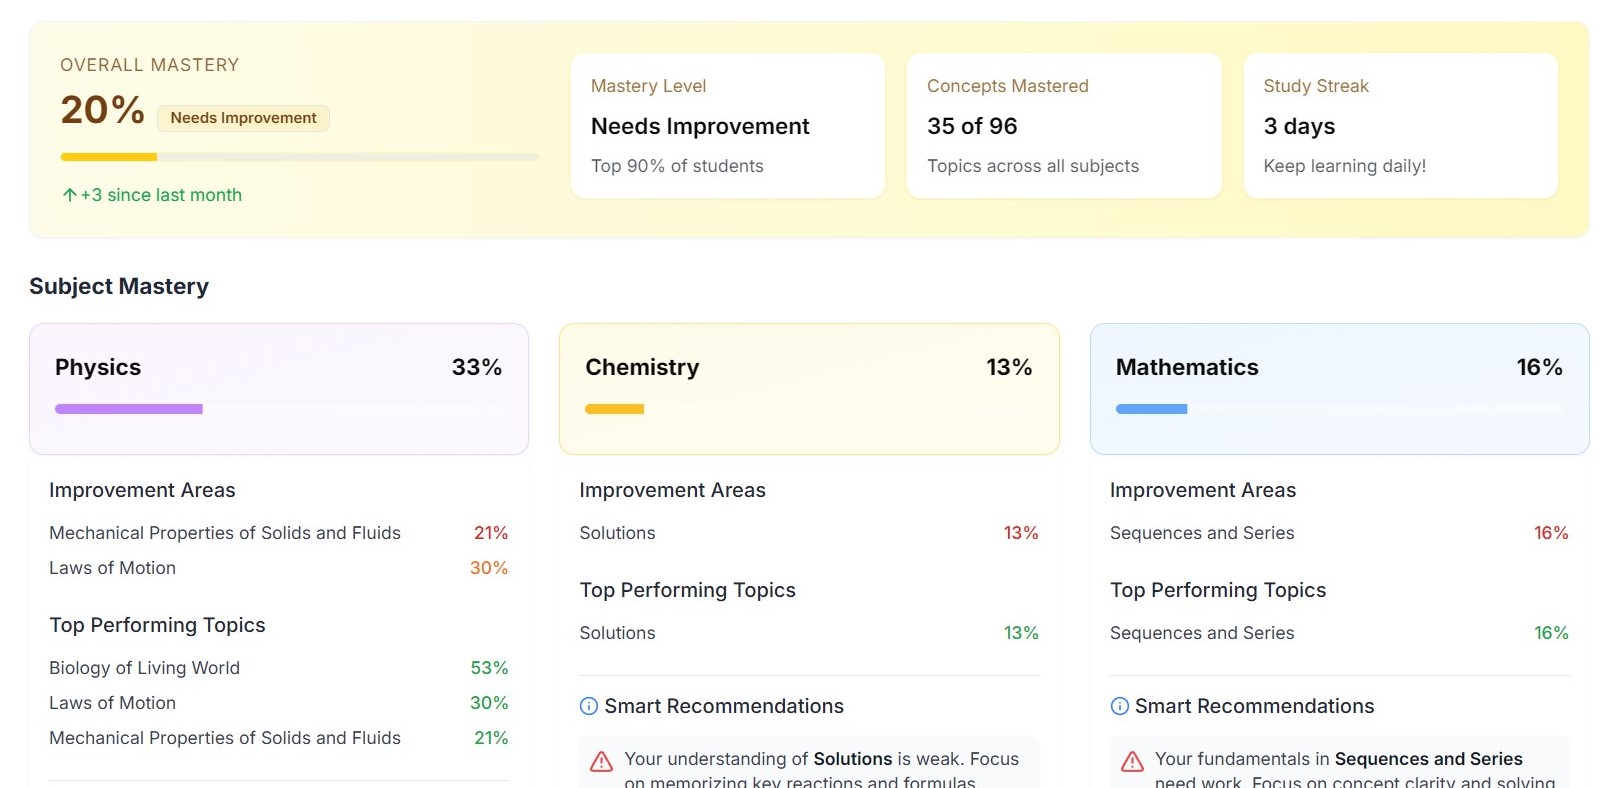 OVERALL MASTERY
20% Needs Improvement
↑+3 since last month
Mastery Level
Needs Improvement
Top 90% of students
Concepts Mastered
35 of 96
Topics across all subjects
Study Streak
3 days
Keep learning daily!
Subject Mastery
Physics 33%
Improvement Areas
Mechanical Properties of Solids and Fluids 21%
Laws of Motion 30%
Top Performing Topics
Biology of Living World 53%
Laws of Motion 30%
Mechanical Properties of Solids and Fluids 21%
Chemistry 13%
Improvement Areas
Solutions 13%
Top Performing Topics
Solutions 13%
Smart Recommendations
Your understanding of Solutions is weak. Focus
on memorizing key reactions and formulas
Mathematics 16%
Improvement Areas
Sequences and Series 16%
Top Performing Topics
Sequences and Series 16%
Smart Recommendations
Your fundamentals in Sequences and Series
need work. Focus on concept clarity and solving